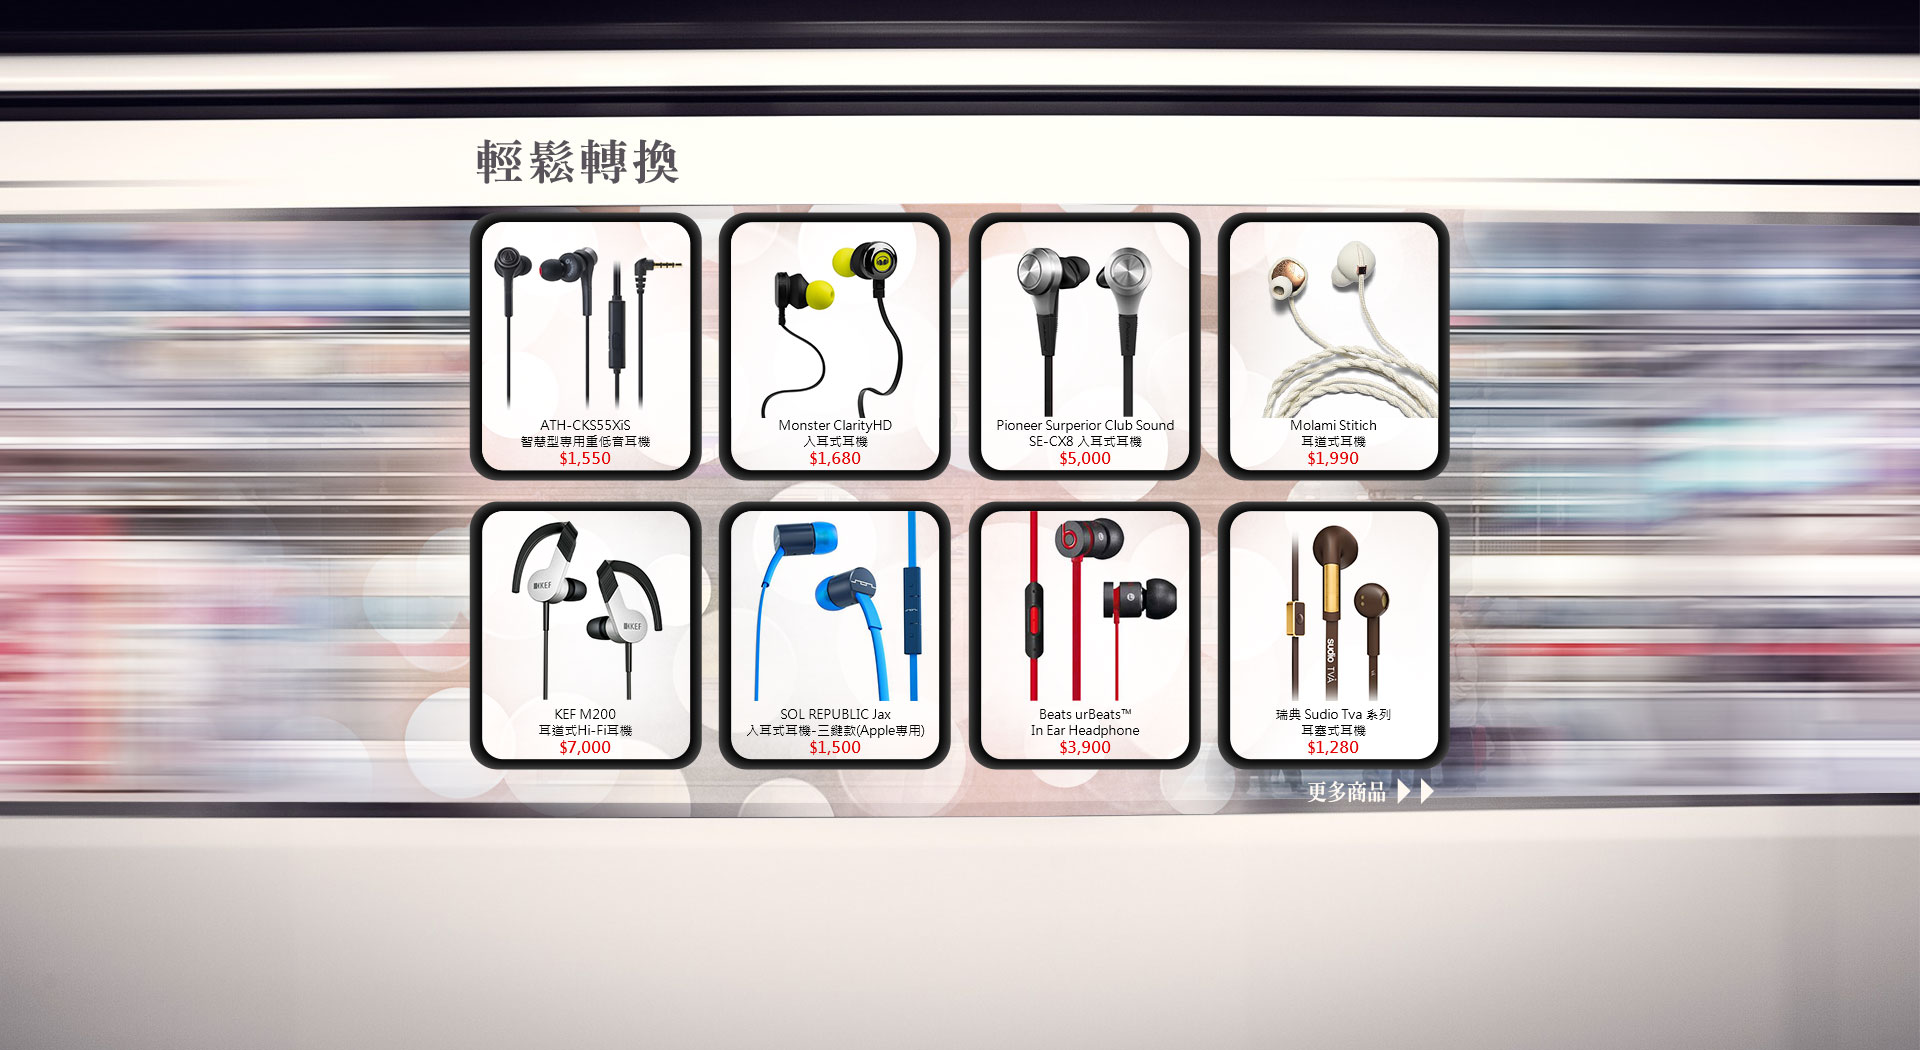 輕鬆轉換
ATH-CKS55XiS
智慧型專用重低音耳機
$1,550
Monster ClarityHD
入耳式耳機
$1,680
Pioneer Surperior Club Sound
SE-CX8 入耳式耳機
$5,000
Molami Stitich
耳道式耳機
$1,990
KEF
KEF
KEF M200
耳道式Hi-Fi耳機
$7,000
SOL REPUBLIC Jax
入耳式耳機-三鍵款(Apple專用)
$1,500
Beats urBeats™
In Ear Headphone
$3,900
sudio TVÅ
瑞典 Sudio Tva 系列
耳塞式耳機
$1,280
更多商品